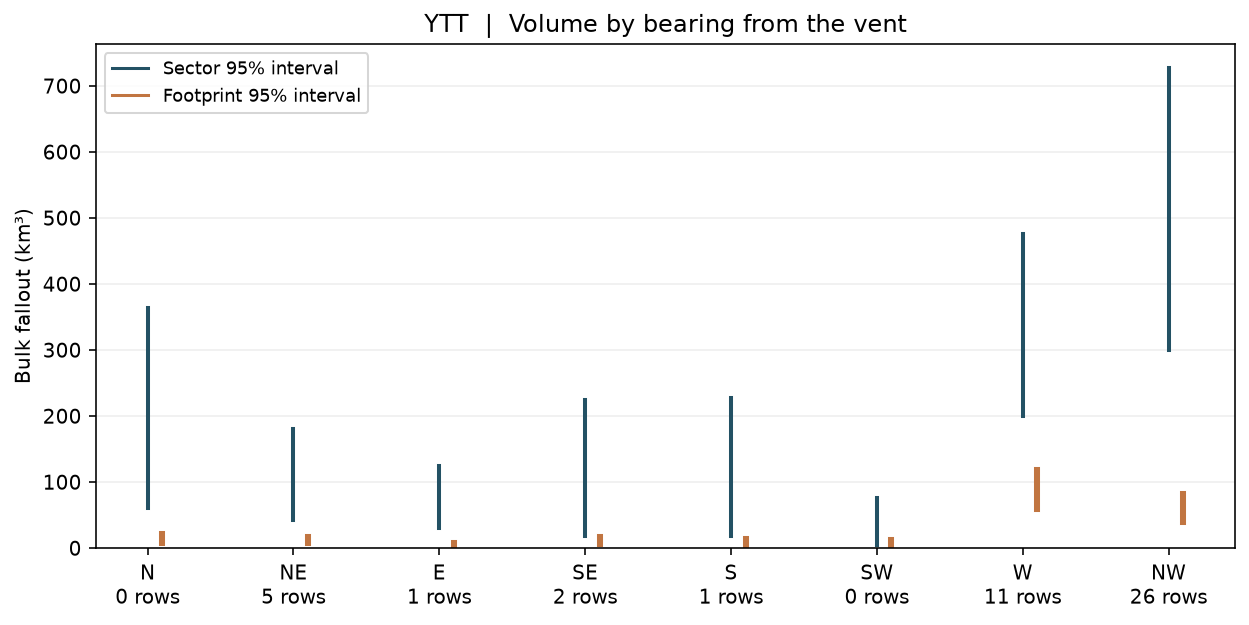 YTT | Volume by bearing from the vent
Sector 95% interval
Footprint 95% interval
Bulk fallout (km³)
700
600
500
400
300
200
100
0
N NE E SE S SW W NW
0 rows 5 rows 1 rows 2 rows 1 rows 0 rows 11 rows 26 rows